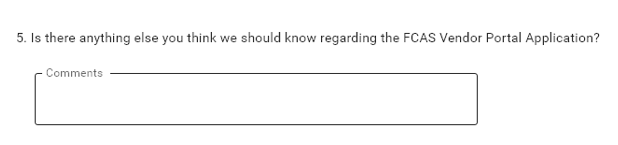 5. Is there anything else you think we should know regarding the FCAS Vendor Portal Application?
Comments